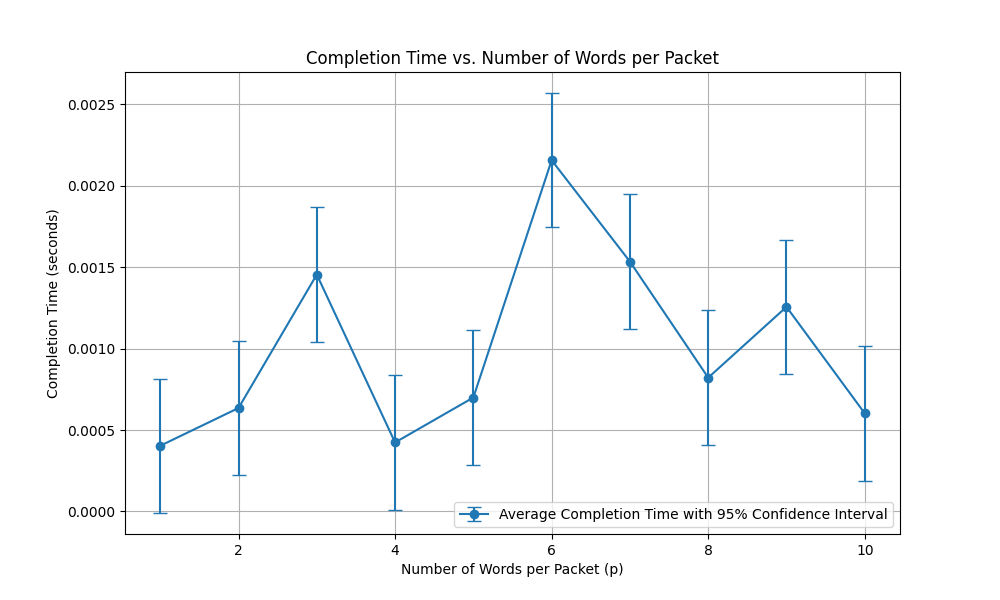 Completion Time vs. Number of Words per Packet
Completion Time (seconds)
0.0025
0.0020
0.0015
0.0010
0.0005
0.0000
Average Completion Time with 95% Confidence Interval
2 4 6 8 10
Number of Words per Packet (p)